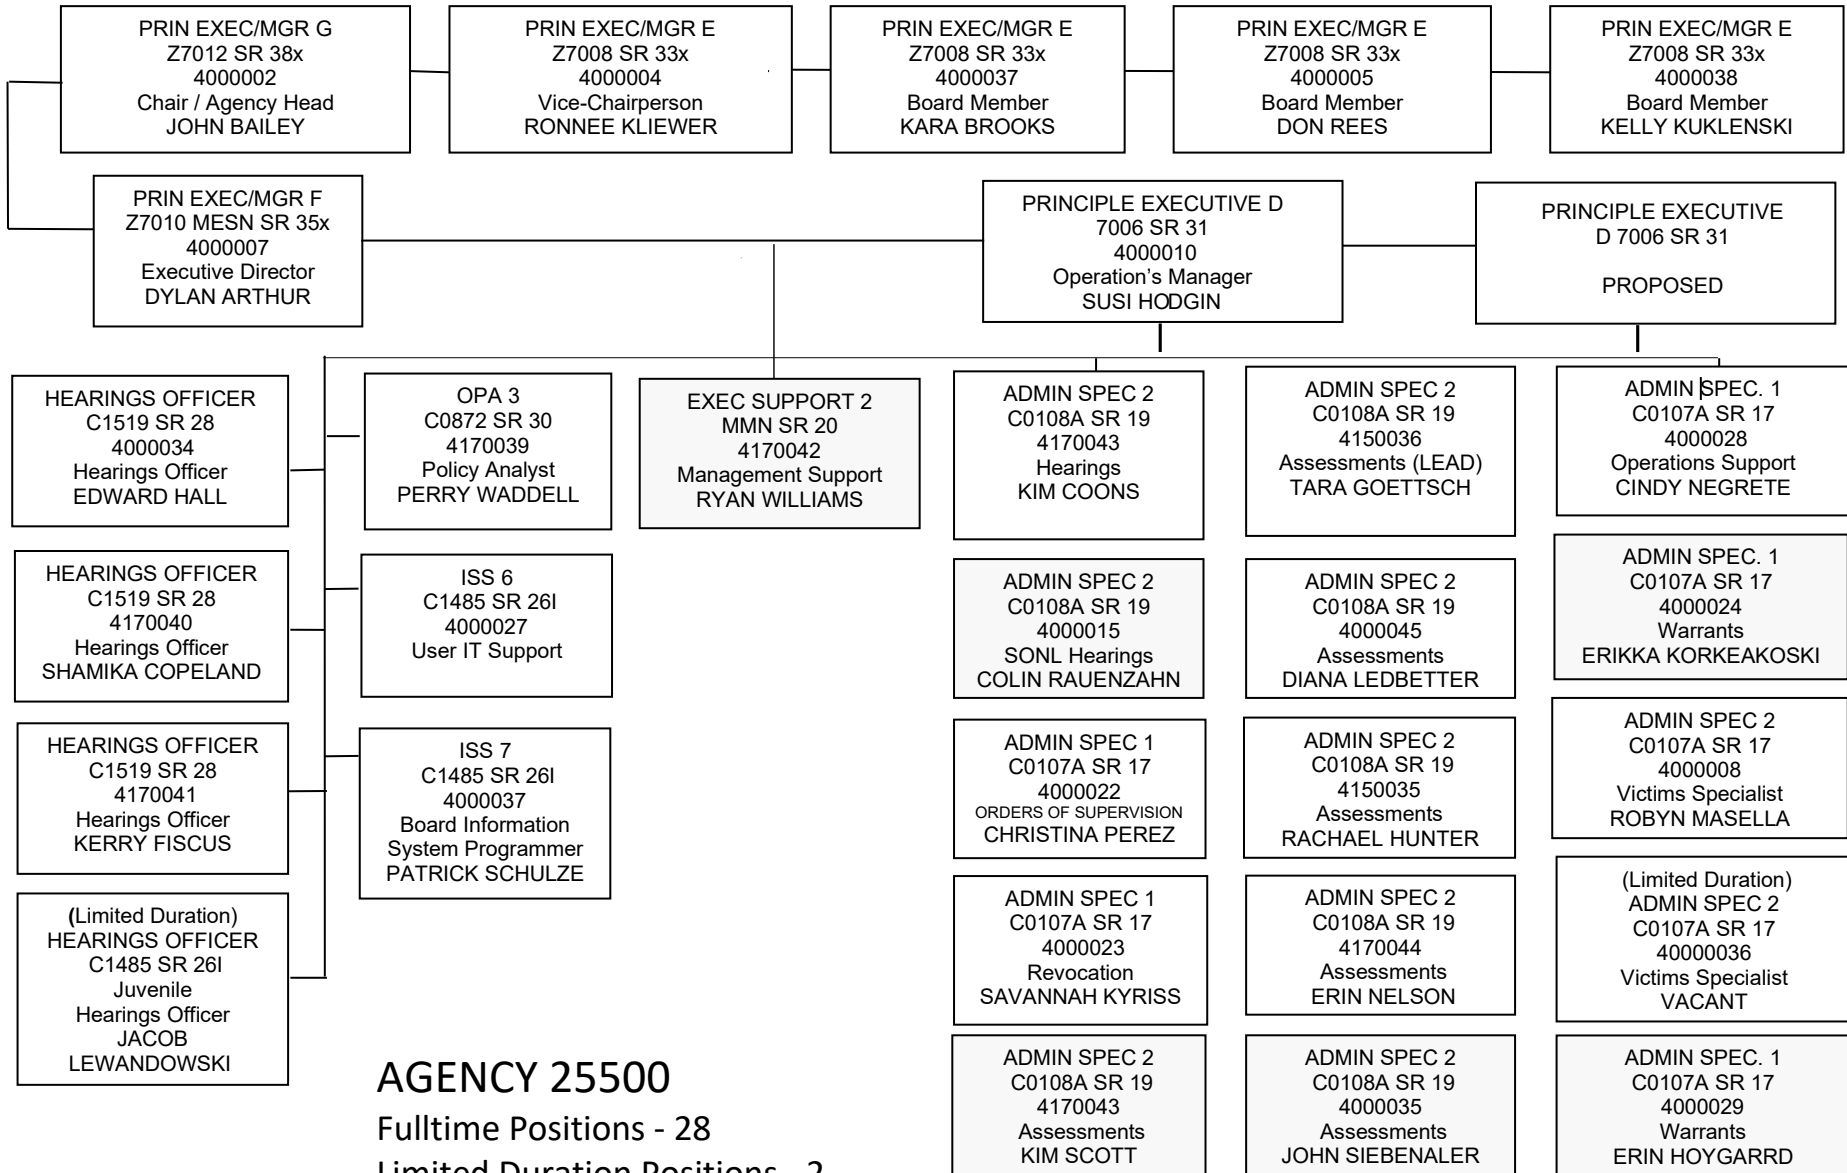 PRIN EXEC/MGR G
Z7012 SR 38x
4000002
Chair / Agency Head
JOHN BAILEY
PRIN EXEC/MGR E
Z7008 SR 33x
4000004
Vice-Chairperson
RONNEE KLIEWER
PRIN EXEC/MGR E
Z7008 SR 33x
4000037
Board Member
KARA BROOKS
PRIN EXEC/MGR E
Z7008 SR 33x
4000005
Board Member
DON REES
PRIN EXEC/MGR E
Z7008 SR 33x
4000038
Board Member
KELLY KUKLENSKI
PRIN EXEC/MGR F
Z7010 MESN SR 35x
4000007
Executive Director
DYLAN ARTHUR
PRINCIPLE EXECUTIVE D
7006 SR 31
4000010
Operation’s Manager
SUSI HODGIN
PRINCIPLE EXECUTIVE
D 7006 SR 31
PROPOSED
HEARINGS OFFICER
C1519 SR 28
4000034
Hearings Officer
EDWARD HALL
HEARINGS OFFICER
C1519 SR 28
4170040
Hearings Officer
SHAMIKA COPELAND
HEARINGS OFFICER
C1519 SR 28
4170041
Hearings Officer
KERRY FISCUS
(Limited Duration)
HEARINGS OFFICER
C1485 SR 26I
Juvenile
Hearings Officer
JACOB
LEWANDOWSKI
OPA 3
C0872 SR 30
4170039
Policy Analyst
PERRY WADDELL
ISS 6
C1485 SR 26I
4000027
User IT Support
ISS 7
C1485 SR 26I
4000037
Board Information
System Programmer
PATRICK SCHULZE
EXEC SUPPORT 2
MMN SR 20
4170042
Management Support
RYAN WILLIAMS
ADMIN SPEC 2
C0108A SR 19
4170043
Hearings
KIM COONS
ADMIN SPEC 2
C0108A SR 19
4000015
SONL Hearings
COLIN RAUENZAHN
ADMIN SPEC 1
C0107A SR 17
4000022
ORDERS OF SUPERVISION
CHRISTINA PEREZ
ADMIN SPEC 1
C0107A SR 17
4000023
Revocation
SAVANNAH KYRISS
ADMIN SPEC 2
C0108A SR 19
4170043
Assessments
KIM SCOTT
ADMIN SPEC 2
C0108A SR 19
4150036
Assessments (LEAD)
TARA GOETTSCH
ADMIN SPEC 2
C0108A SR 19
4000045
Assessments
DIANA LEDBETTER
ADMIN SPEC 2
C0108A SR 19
4150035
Assessments
RACHAEL HUNTER
ADMIN SPEC 2
C0108A SR 19
4170044
Assessments
ERIN NELSON
ADMIN SPEC 2
C0108A SR 19
4000035
Assessments
JOHN SIEBENALER
ADMIN SPEC. 1
C0107A SR 17
4000028
Operations Support
CINDY NEGRETE
ADMIN SPEC. 1
C0107A SR 17
4000024
Warrants
ERIKKA KORKEAKOSKI
ADMIN SPEC 2
C0107A SR 17
4000008
Victims Specialist
ROBYN MASELLA
(Limited Duration)
ADMIN SPEC 2
C0107A SR 17
40000036
Victims Specialist
VACANT
ADMIN SPEC. 1
C0107A SR 17
4000029
Warrants
ERIN HOYGARRD
AGENCY 25500
Fulltime Positions - 28
Limited Duration Positions - 2